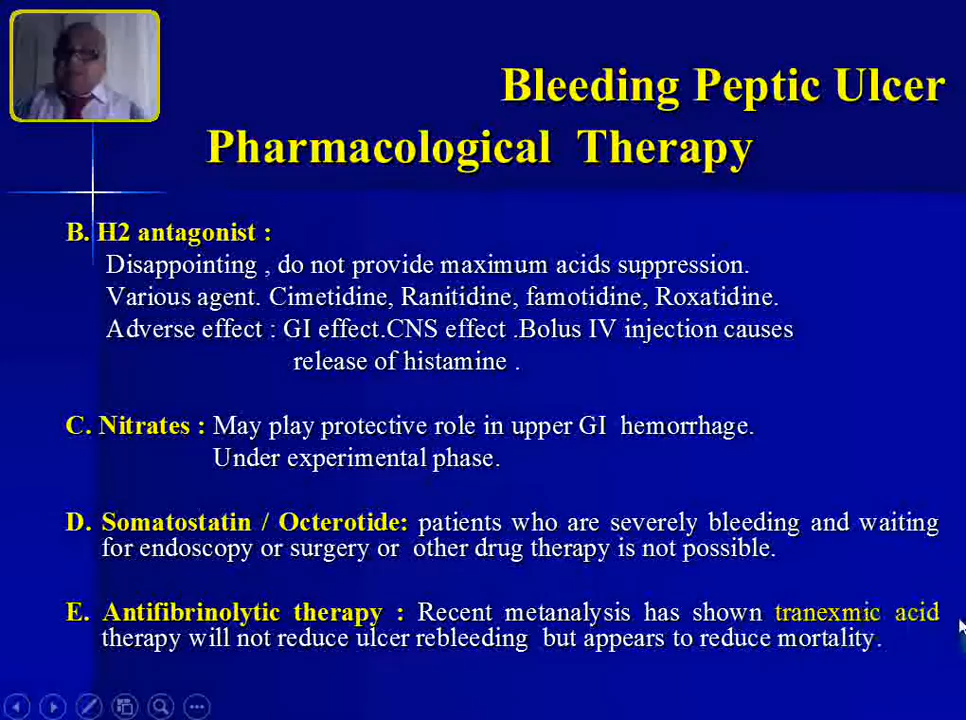 Bleeding Peptic Ulcer
Pharmacological Therapy
B. H2 antagonist :
Disappointing , do not provide maximum acids suppression.
Various agent. Cimetidine, Ranitidine, famotidine, Roxatidine.
Adverse effect : GI effect.CNS effect .Bolus IV injection causes
release of histamine .
C. Nitrates : May play protective role in upper GI hemorrhage.
Under experimental phase.
D. Somatostatin / Octerotide: patients who are severely bleeding and waiting
for endoscopy or surgery or other drug therapy is not possible.
E. Antifibrinolytic therapy : Recent metanalysis has shown tranexmic acid
therapy will not reduce ulcer rebleeding but appears to reduce mortality.